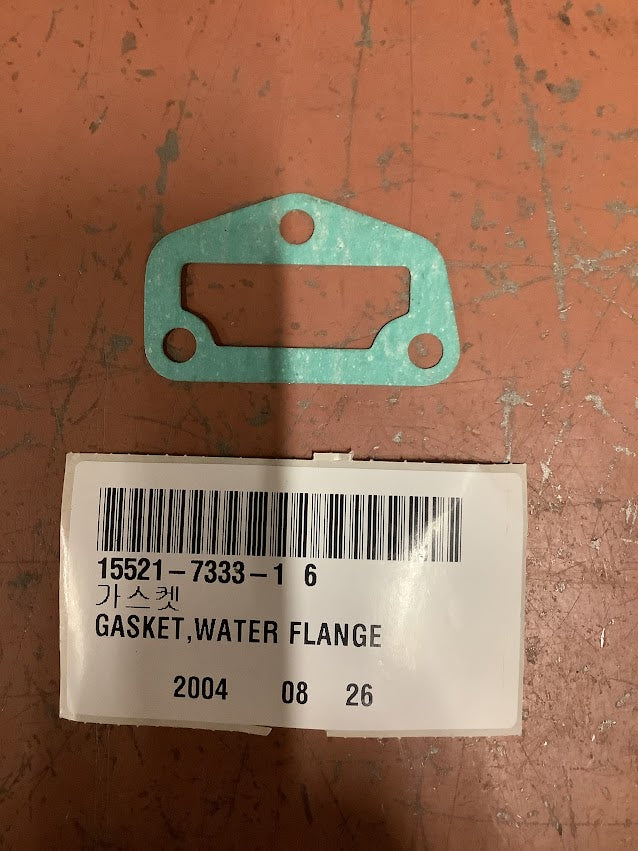 15521-7333-1 6
가스켓
GASKET,WATER FLANGE
2004 08 26